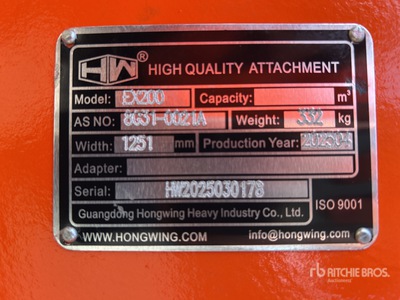 HW® HIGH QUALITY ATTACHMENT
Model: EX200 Capacity: m³
AS NO: 8631-0021A Weight: 332 kg
Width: 1251 mm Production Year: 202504
Adapter:
Serial: HW2025030178
Guangdong Hongwing Heavy Industry Co., Ltd. ISO 9001
WWW.HONGWING.COM info@hongwing.com
rb RITCHIE BROS.
Auctioneers